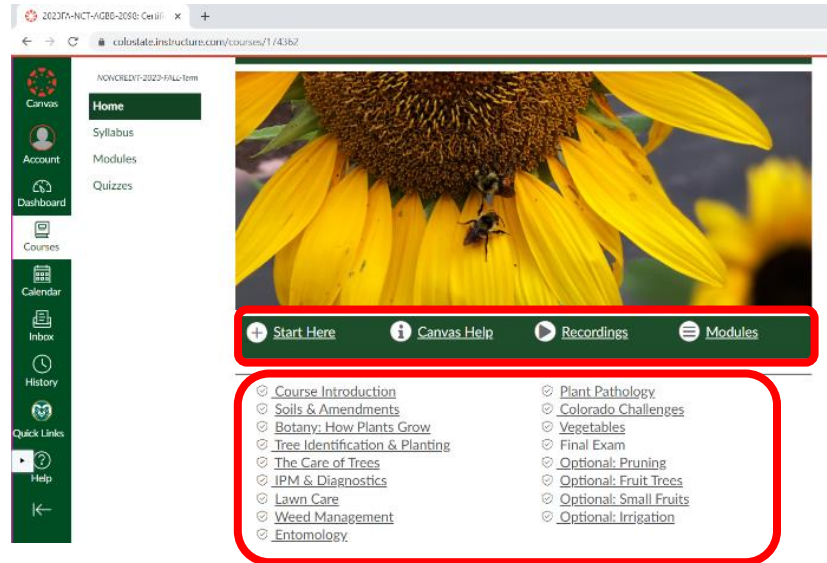 2023FA-NCT-AGBB-2098: Certifi
colostate.instructure.com/courses/174362
NONCREDIT-2023-FALL-Term
Canvas
Home
Syllabus
Account
Modules
Dashboard
Quizzes
Courses
Calendar
Inbox
History
Quick Links
Help
Start Here
Canvas Help
Recordings
Modules
Course Introduction
Soils & Amendments
Botany: How Plants Grow
Tree Identification & Planting
The Care of Trees
IPM & Diagnostics
Lawn Care
Weed Management
Entomology
Plant Pathology
Colorado Challenges
Vegetables
Final Exam
Optional: Pruning
Optional: Fruit Trees
Optional: Small Fruits
Optional: Irrigation